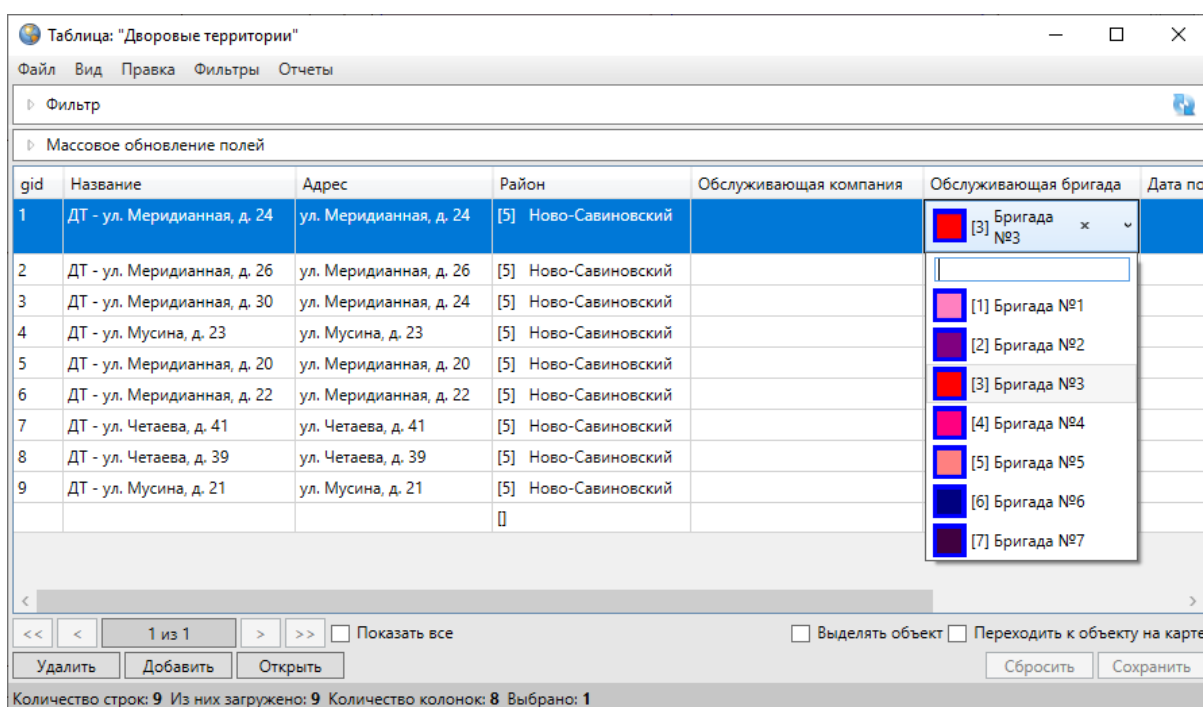 Таблица: "Дворовые территории"
Файл Вид Правка Фильтры Отчеты
Фильтр
Массовое обновление полей
gid Название Адрес Район Обслуживающая компания Обслуживающая бригада Дата по
1 ДТ - ул. Меридианная, д. 24 ул. Меридианная, д. 24 [5] Ново-Савиновский [3] Бригада №3
2 ДТ - ул. Меридианная, д. 26 ул. Меридианная, д. 26 [5] Ново-Савиновский
3 ДТ - ул. Меридианная, д. 30 ул. Меридианная, д. 24 [5] Ново-Савиновский
4 ДТ - ул. Мусина, д. 23 ул. Мусина, д. 23 [5] Ново-Савиновский
5 ДТ - ул. Меридианная, д. 20 ул. Меридианная, д. 20 [5] Ново-Савиновский
6 ДТ - ул. Меридианная, д. 22 ул. Меридианная, д. 22 [5] Ново-Савиновский
7 ДТ - ул. Четаева, д. 41 ул. Четаева, д. 41 [5] Ново-Савиновский
8 ДТ - ул. Четаева, д. 39 ул. Четаева, д. 39 [5] Ново-Савиновский
9 ДТ - ул. Мусина, д. 21 ул. Мусина, д. 21 [5] Ново-Савиновский
[]
[1] Бригада №1
[2] Бригада №2
[3] Бригада №3
[4] Бригада №4
[5] Бригада №5
[6] Бригада №6
[7] Бригада №7
<< < 1 из 1 > >> Показать все Выделять объект Переходить к объекту на карте
Удалить Добавить Открыть Сбросить Сохранить
Количество строк: 9 Из них загружено: 9 Количество колонок: 8 Выбрано: 1